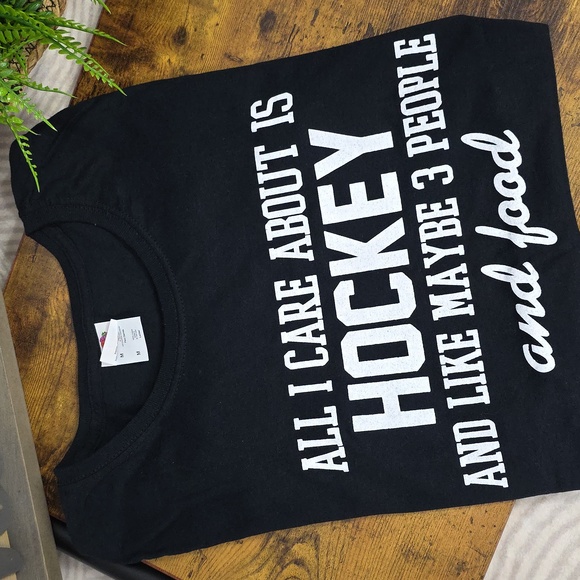 ALL I CARE ABOUT IS
HOCKEY
AND LIKE MAYBE 3 PEOPLE
and food
M M